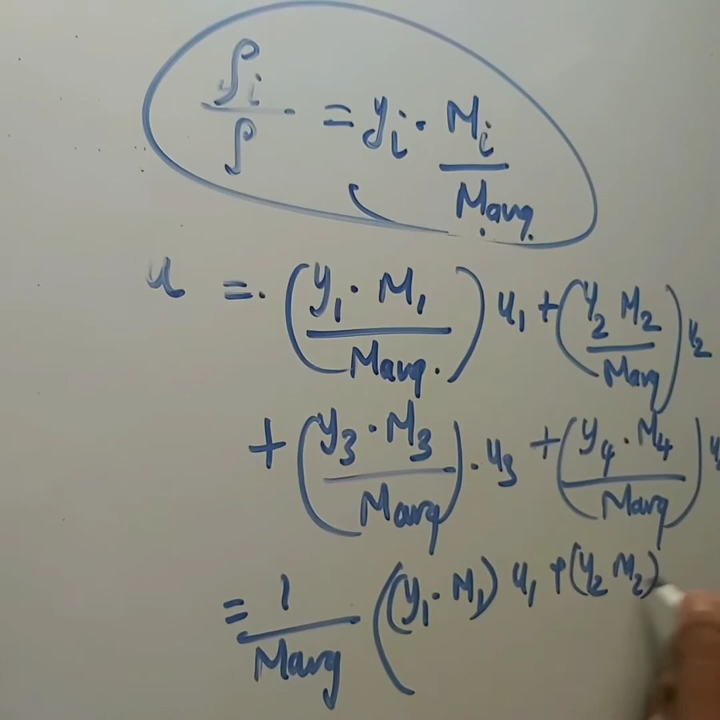 ρi/ρ = yi · Mi/Mavg.
u = · (y1 · M1/Mavg.) u1 + (y2 M2/Mavg) u2
+ (y3 · M3/Mavg) · u3 + (y4 · M4/Mavg)
= 1/Mavg ((y1 · M1) u1 + (y2 M2)